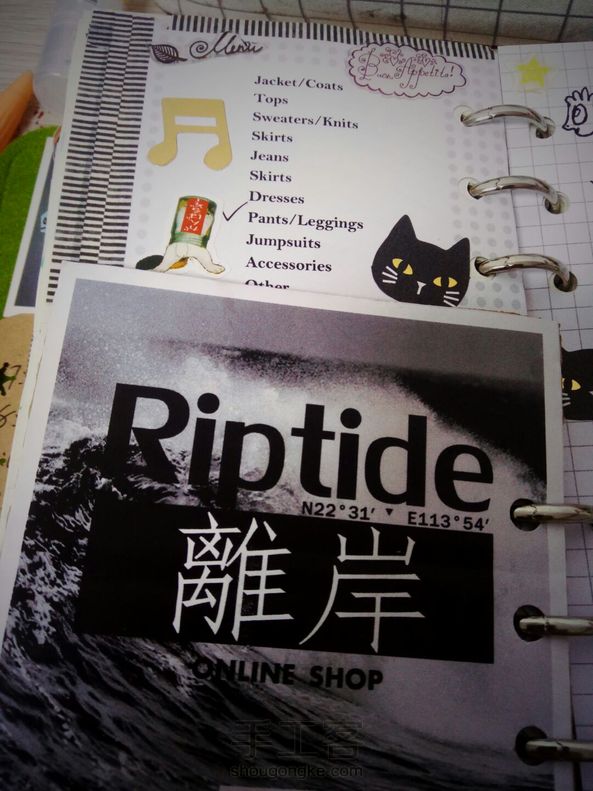 Menu
Buon Appetito!
Jacket/Coats
Tops
Sweaters/Knits
Skirts
Jeans
Skirts
Dresses
Pants/Leggings
Jumpsuits
Accessories
Other
Riptide
N22°31′ ▼ E113°54′
離岸
ONLINE SHOP
手工客
shougongke.com